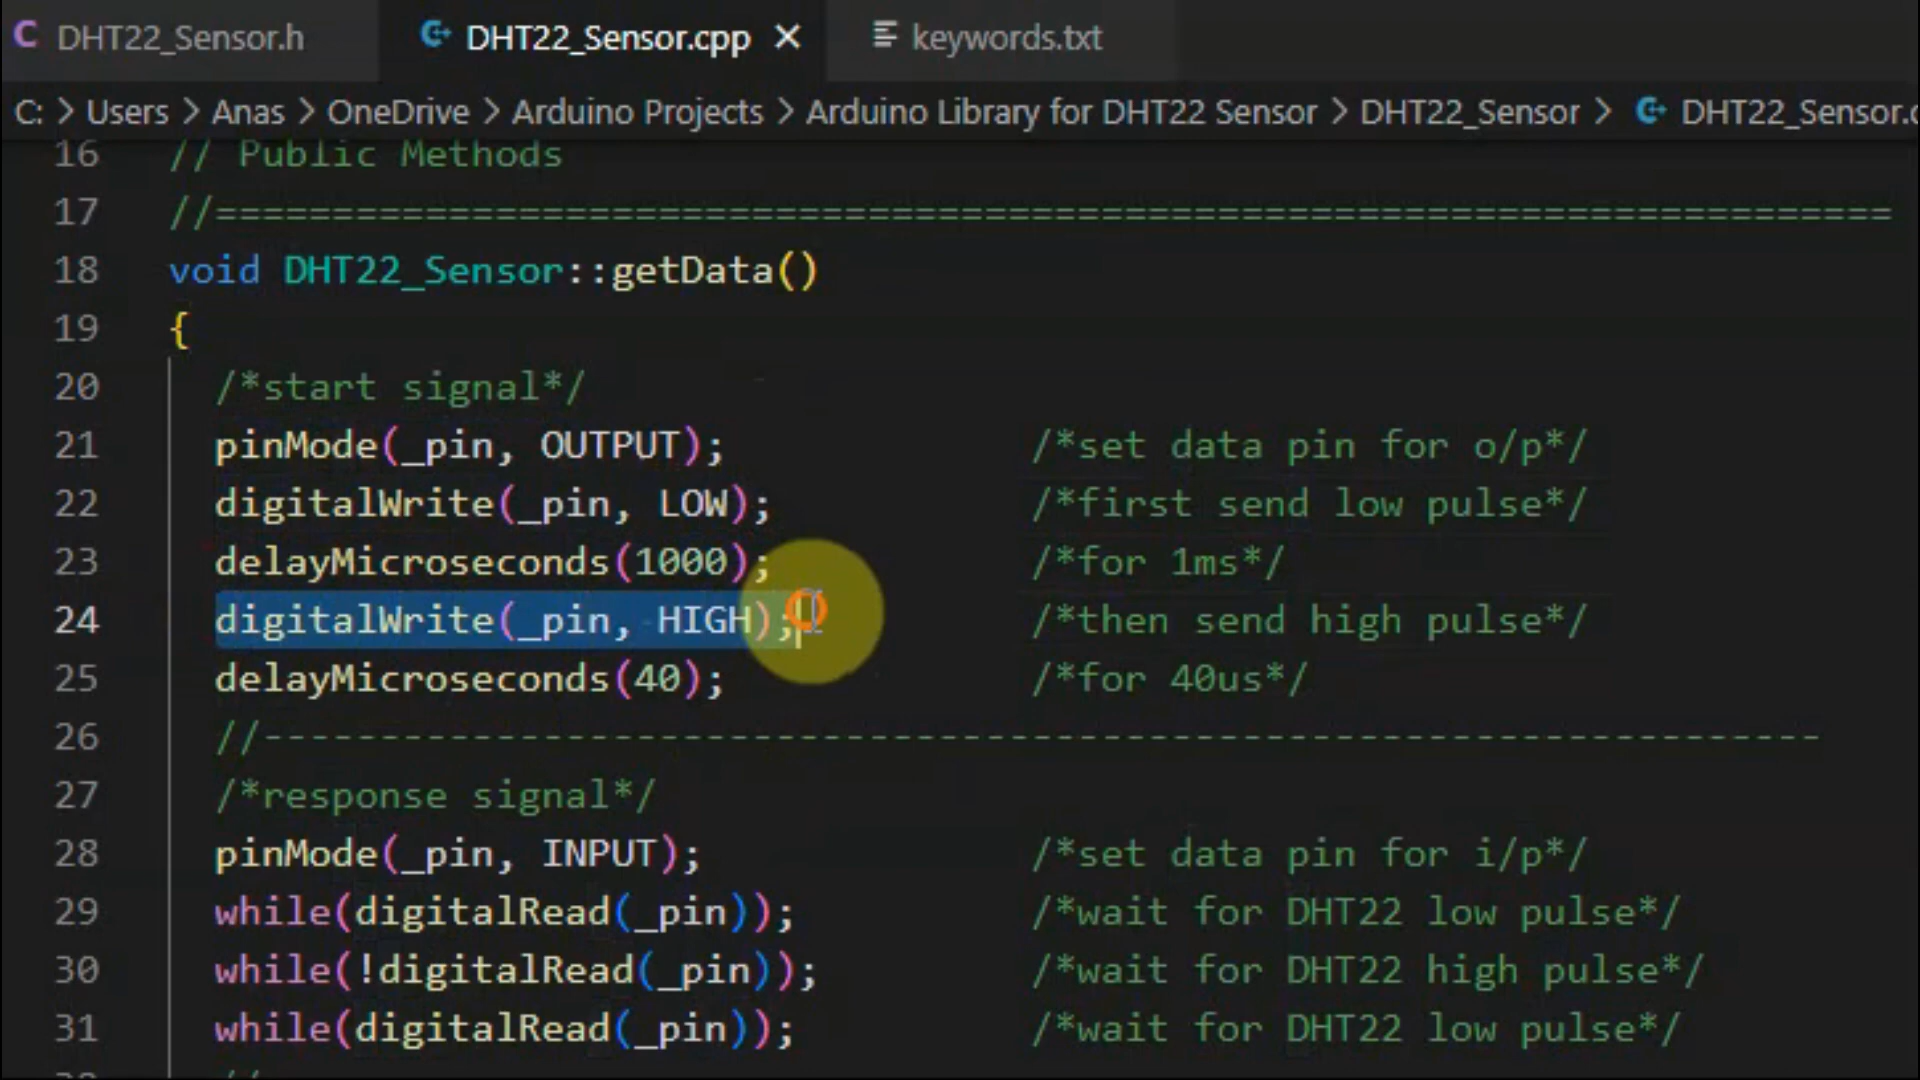 DHT22_Sensor.h DHT22_Sensor.cpp keywords.txt
C: > Users > Anas > OneDrive > Arduino Projects > Arduino Library for DHT22 Sensor > DHT22_Sensor > DHT22_Sensor.c
16 // Public Methods
17 //========================================================================
18 void DHT22_Sensor::getData()
19 {
20 /*start signal*/
21 pinMode(_pin, OUTPUT); /*set data pin for o/p*/
22 digitalWrite(_pin, LOW); /*first send low pulse*/
23 delayMicroseconds(1000); /*for 1ms*/
24 digitalWrite(_pin, HIGH); /*then send high pulse*/
25 delayMicroseconds(40); /*for 40us*/
26 //-------------------------------------------------------------------
27 /*response signal*/
28 pinMode(_pin, INPUT); /*set data pin for i/p*/
29 while(digitalRead(_pin)); /*wait for DHT22 low pulse*/
30 while(!digitalRead(_pin)); /*wait for DHT22 high pulse*/
31 while(digitalRead(_pin)); /*wait for DHT22 low pulse*/